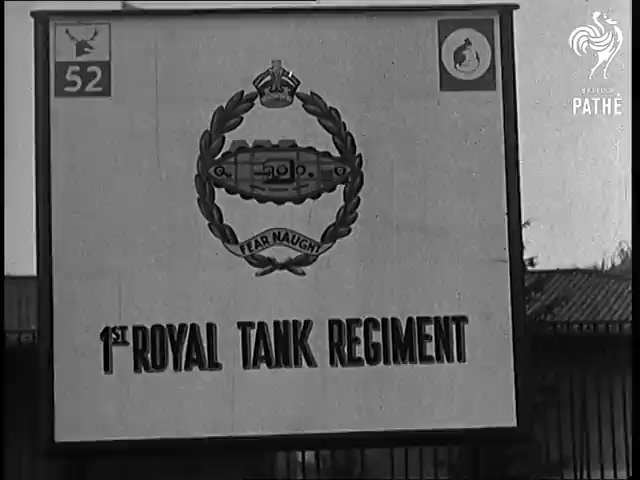 52
BRITISH
PATHÉ
FEAR NAUGHT
1ST ROYAL TANK REGIMENT